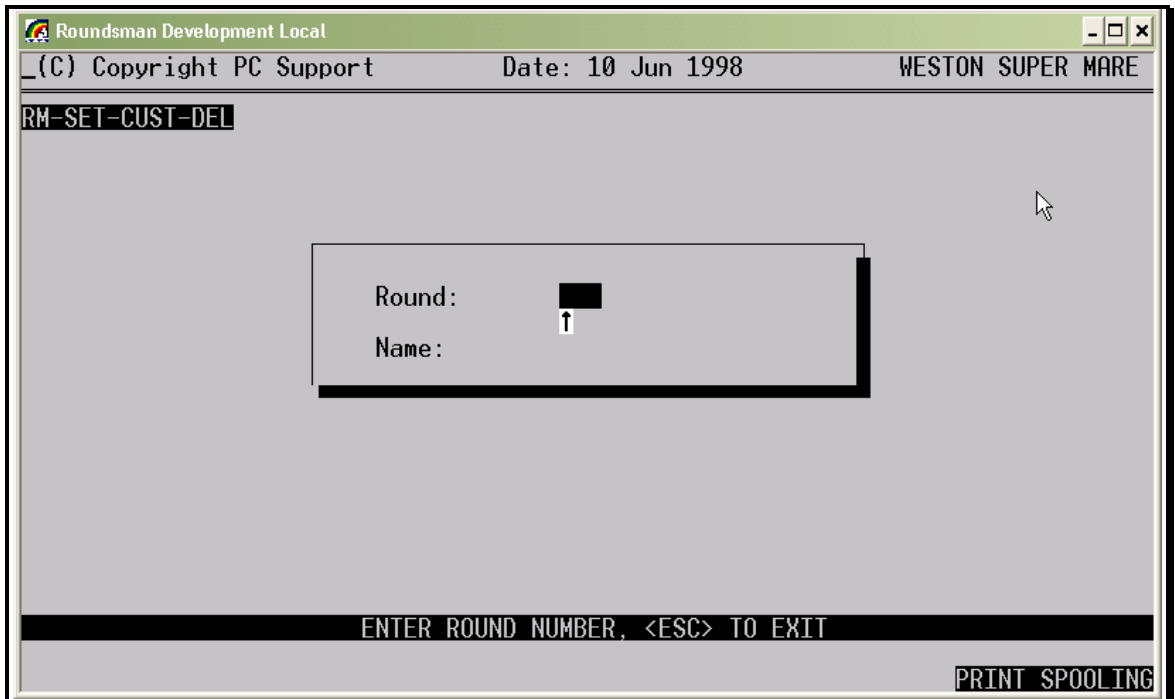 Roundsman Development Local
_(C) Copyright PC Support Date: 10 Jun 1998 WESTON SUPER MARE
RM-SET-CUST-DEL
Round:
Name:
ENTER ROUND NUMBER, <ESC> TO EXIT
PRINT SPOOLING